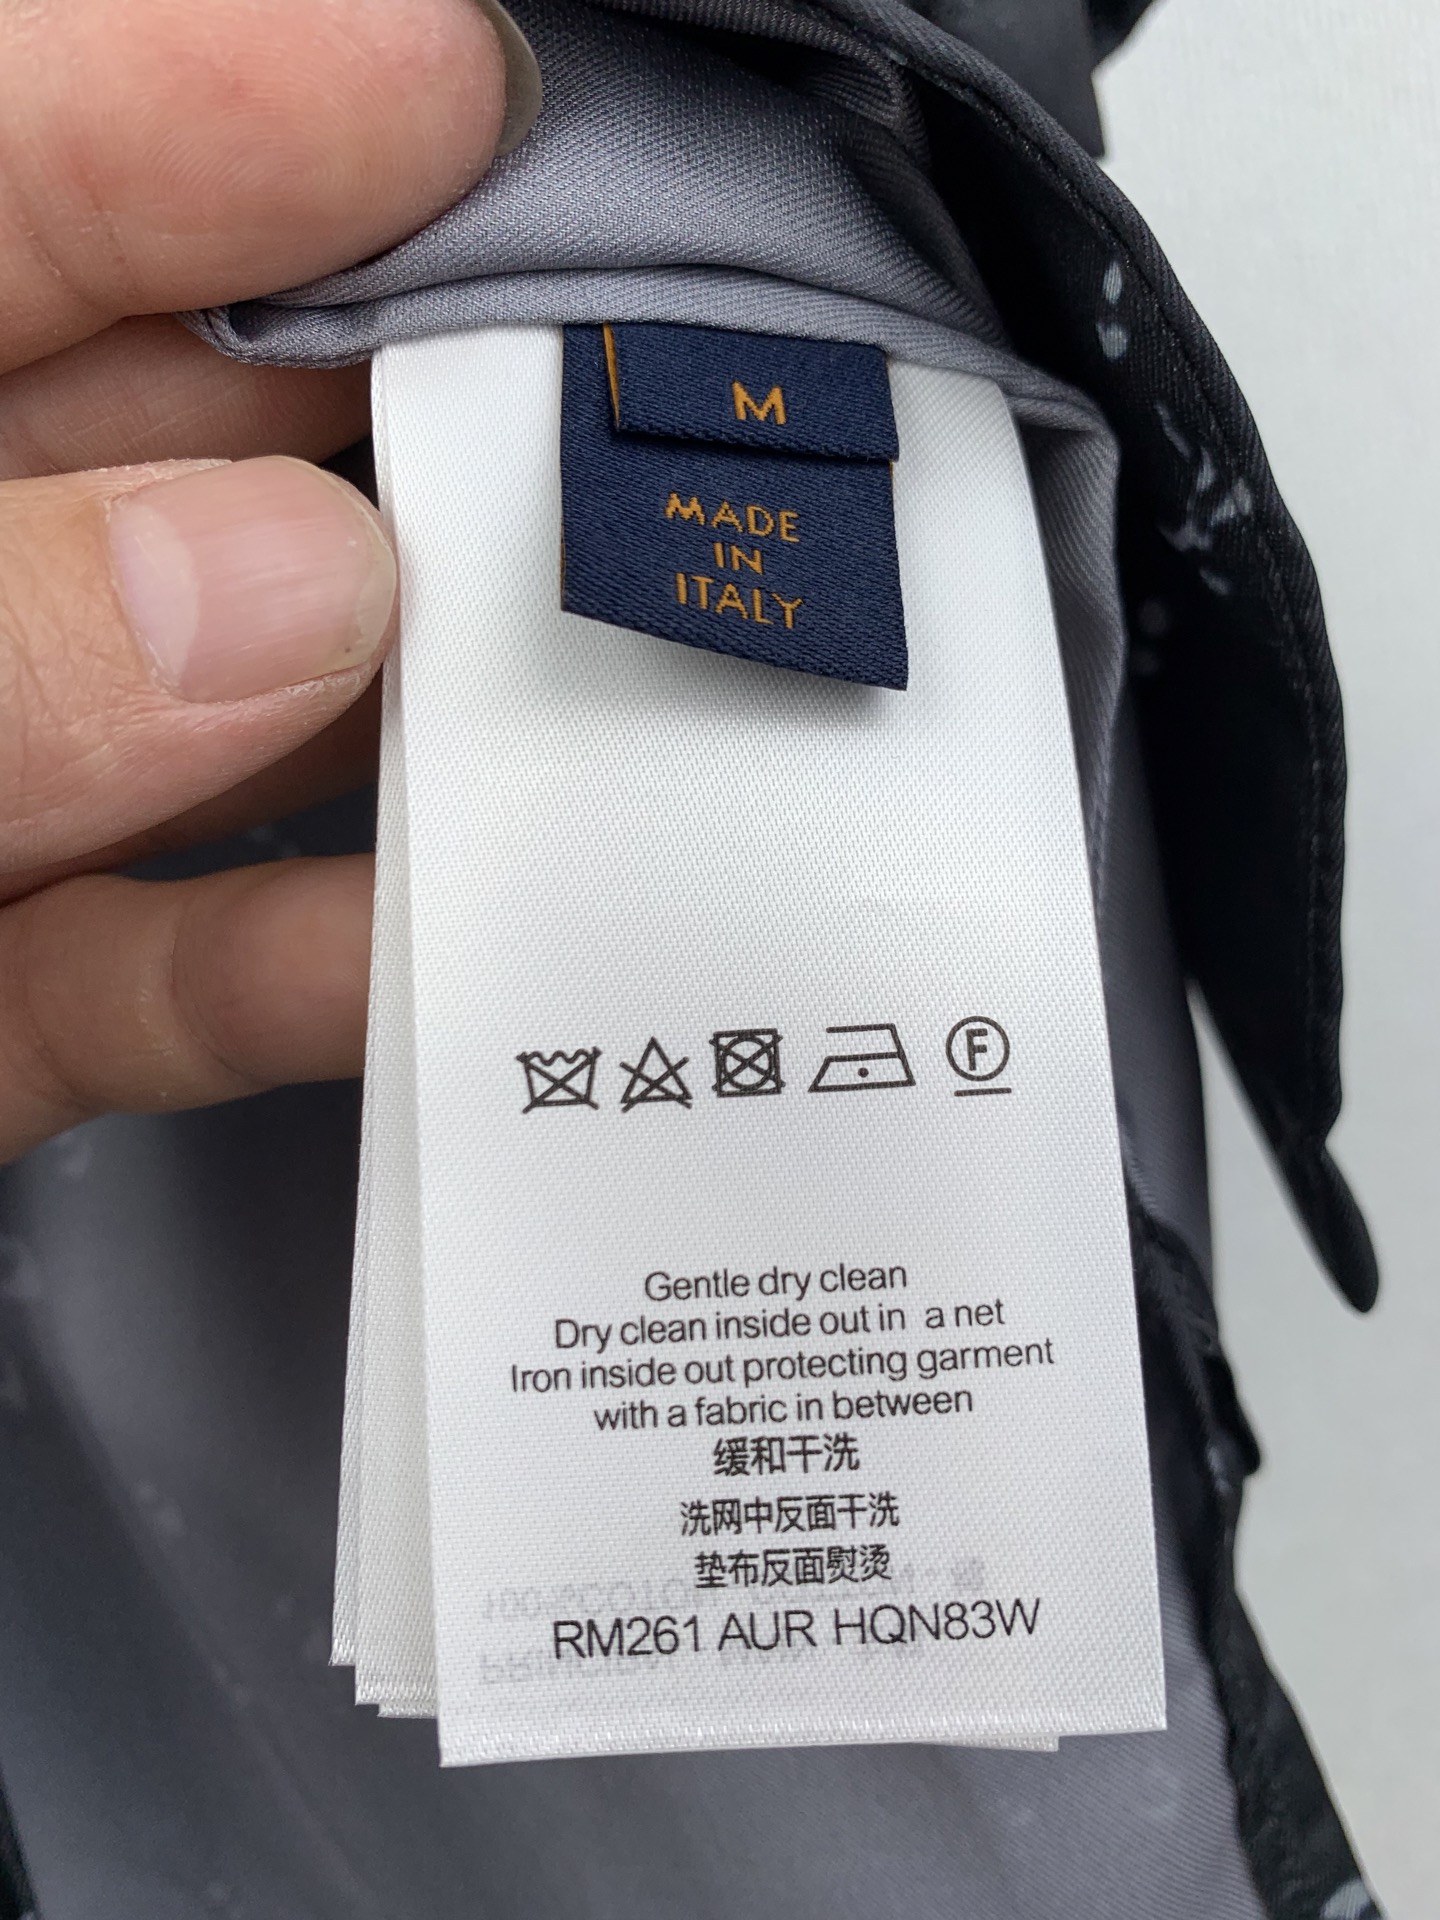 M
MADE
IN
ITALY
F
Gentle dry clean
Dry clean inside out in a net
Iron inside out protecting garment
with a fabric in between
缓和干洗
洗网中反面干洗
垫布反面熨烫
RM261 AUR HQN83W